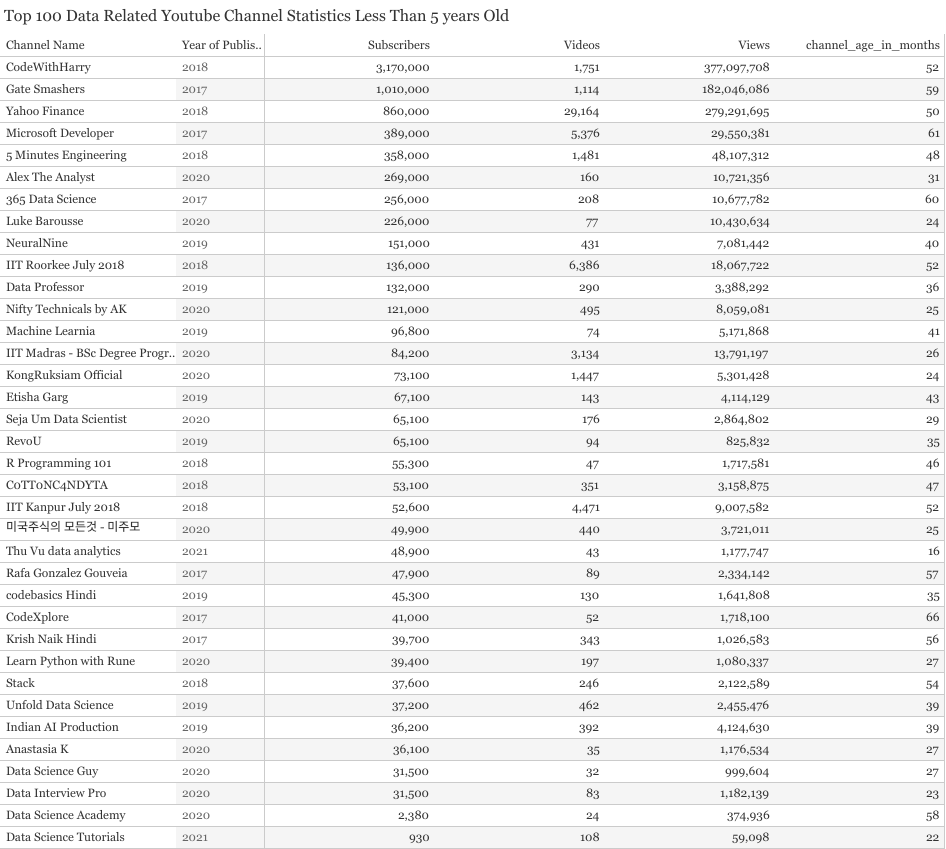 Top 100 Data Related Youtube Channel Statistics Less Than 5 years Old
Channel Name Year of Publis.. Subscribers Videos Views channel_age_in_months
CodeWithHarry 2018 3,170,000 1,751 377,097,708 52
Gate Smashers 2017 1,010,000 1,114 182,046,086 59
Yahoo Finance 2018 860,000 29,164 279,291,695 50
Microsoft Developer 2017 389,000 5,376 29,550,381 61
5 Minutes Engineering 2018 358,000 1,481 48,107,312 48
Alex The Analyst 2020 269,000 160 10,721,356 31
365 Data Science 2017 256,000 208 10,677,782 60
Luke Barousse 2020 226,000 77 10,430,634 24
NeuralNine 2019 151,000 431 7,081,442 40
IIT Roorkee July 2018 2018 136,000 6,386 18,067,722 52
Data Professor 2019 132,000 290 3,388,292 36
Nifty Technicals by AK 2020 121,000 495 8,059,081 25
Machine Learnia 2019 96,800 74 5,171,868 41
IIT Madras - BSc Degree Progr.. 2020 84,200 3,134 13,791,197 26
KongRuksiam Official 2020 73,100 1,447 5,301,428 24
Etisha Garg 2019 67,100 143 4,114,129 43
Seja Um Data Scientist 2020 65,100 176 2,864,802 29
RevoU 2019 65,100 94 825,832 35
R Programming 101 2018 55,300 47 1,717,581 46
C0TT0NC4NDYTA 2018 53,100 351 3,158,875 47
IIT Kanpur July 2018 2018 52,600 4,471 9,007,582 52
미국주식의 모든것 - 미주모 2020 49,900 440 3,721,011 25
Thu Vu data analytics 2021 48,900 43 1,177,747 16
Rafa Gonzalez Gouveia 2017 47,900 89 2,334,142 57
codebasics Hindi 2019 45,300 130 1,641,808 35
CodeXplore 2017 41,000 52 1,718,100 66
Krish Naik Hindi 2017 39,700 343 1,026,583 56
Learn Python with Rune 2020 39,400 197 1,080,337 27
Stack 2018 37,600 246 2,122,589 54
Unfold Data Science 2019 37,200 462 2,455,476 39
Indian AI Production 2019 36,200 392 4,124,630 39
Anastasia K 2020 36,100 35 1,176,534 27
Data Science Guy 2020 31,500 32 999,604 27
Data Interview Pro 2020 31,500 83 1,182,139 23
Data Science Academy 2020 2,380 24 374,936 58
Data Science Tutorials 2021 930 108 59,098 22